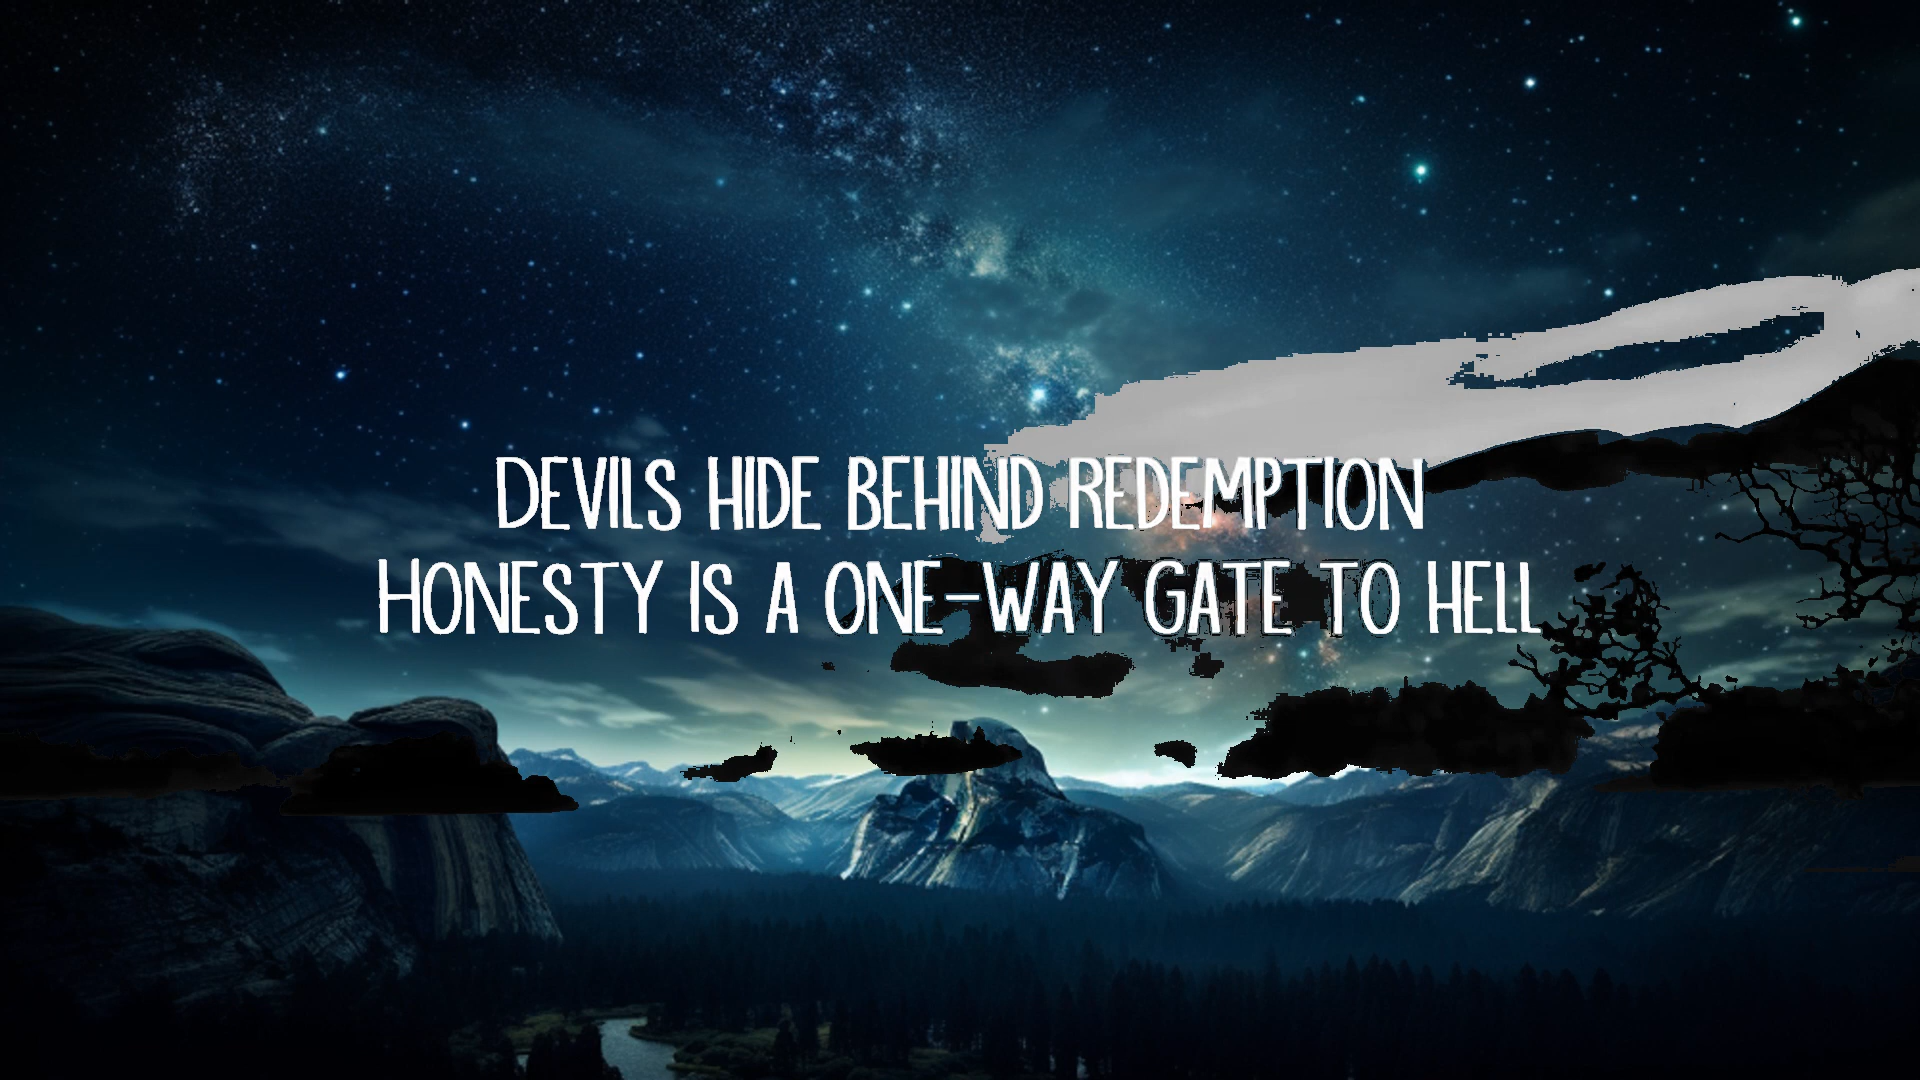 DEVILS HIDE BEHIND REDEMPTION
HONESTY IS A ONE-WAY GATE TO HELL